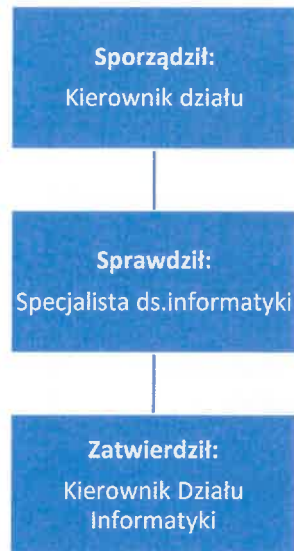 Sporządził:
Kierownik działu
Sprawdził:
Specjalista ds.informatyki
Zatwierdził:
Kierownik Działu
Informatyki